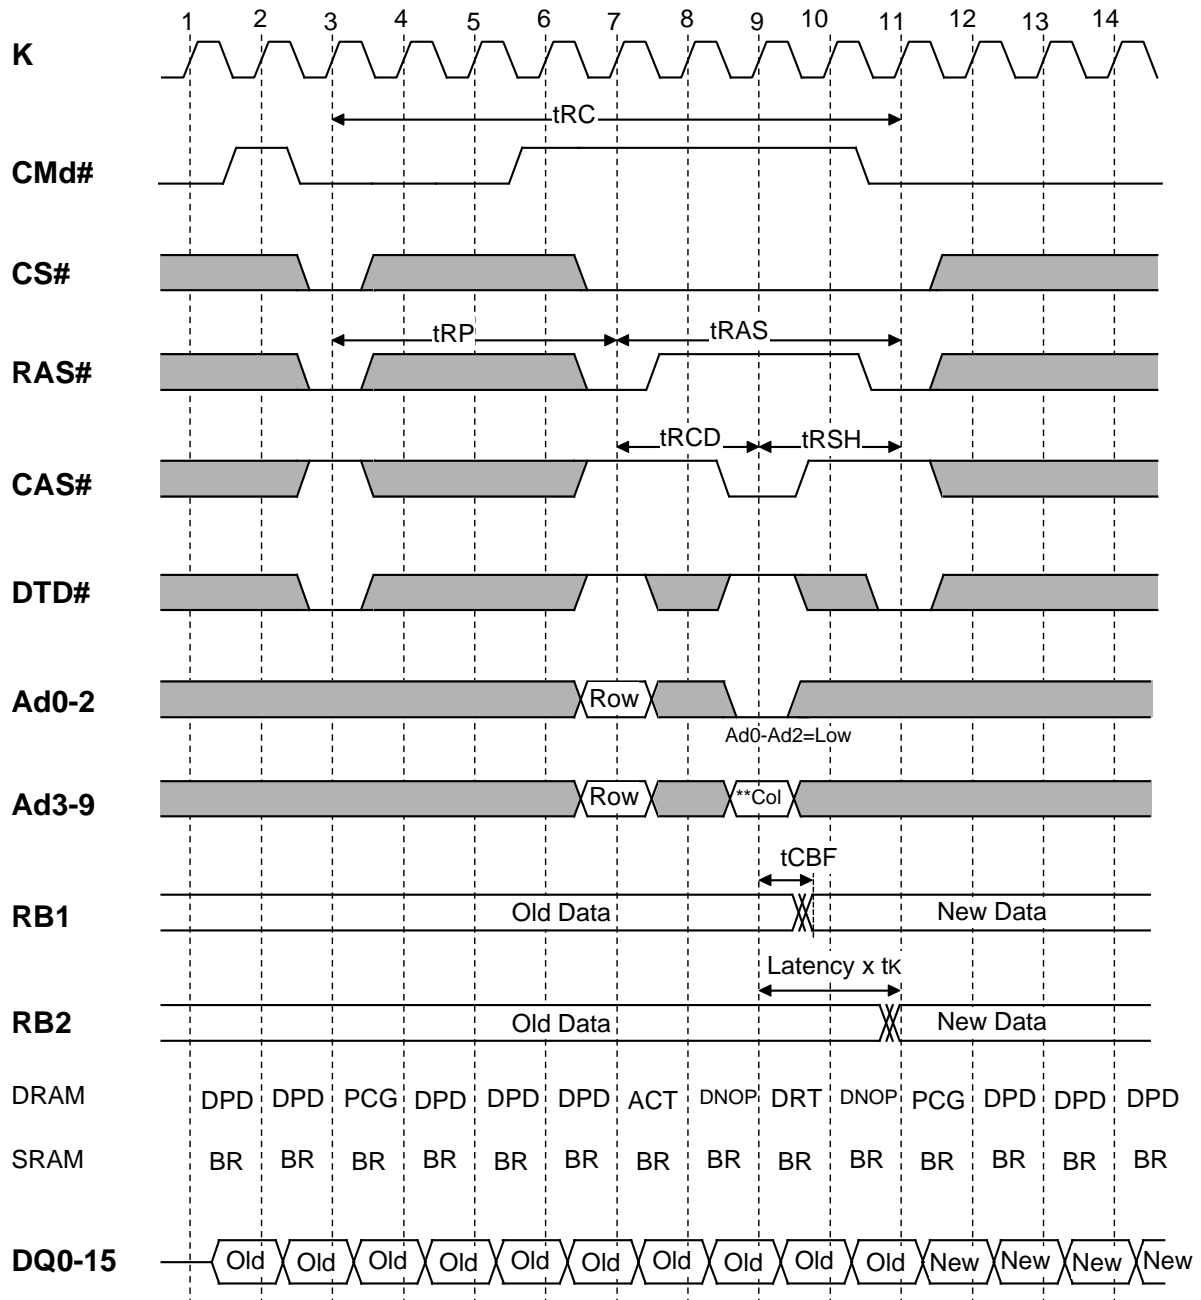 1 2 3 4 5 6 7 8 9 10 11 12 13 14
K
tRC
CMd#
CS#
tRP tRAS
RAS#
tRCD tRSH
CAS#
DTD#
Ad0-2 Row
Ad0-Ad2=Low
Ad3-9 Row **Col
tCBF
RB1 Old Data New Data
Latency x tK
RB2 Old Data New Data
DRAM DPD DPD PCG DPD DPD DPD ACT DNOP DRT DNOP PCG DPD DPD DPD
SRAM BR BR BR BR BR BR BR BR BR BR BR BR BR BR
DQ0-15 Old Old Old Old Old Old Old Old Old Old New New New New